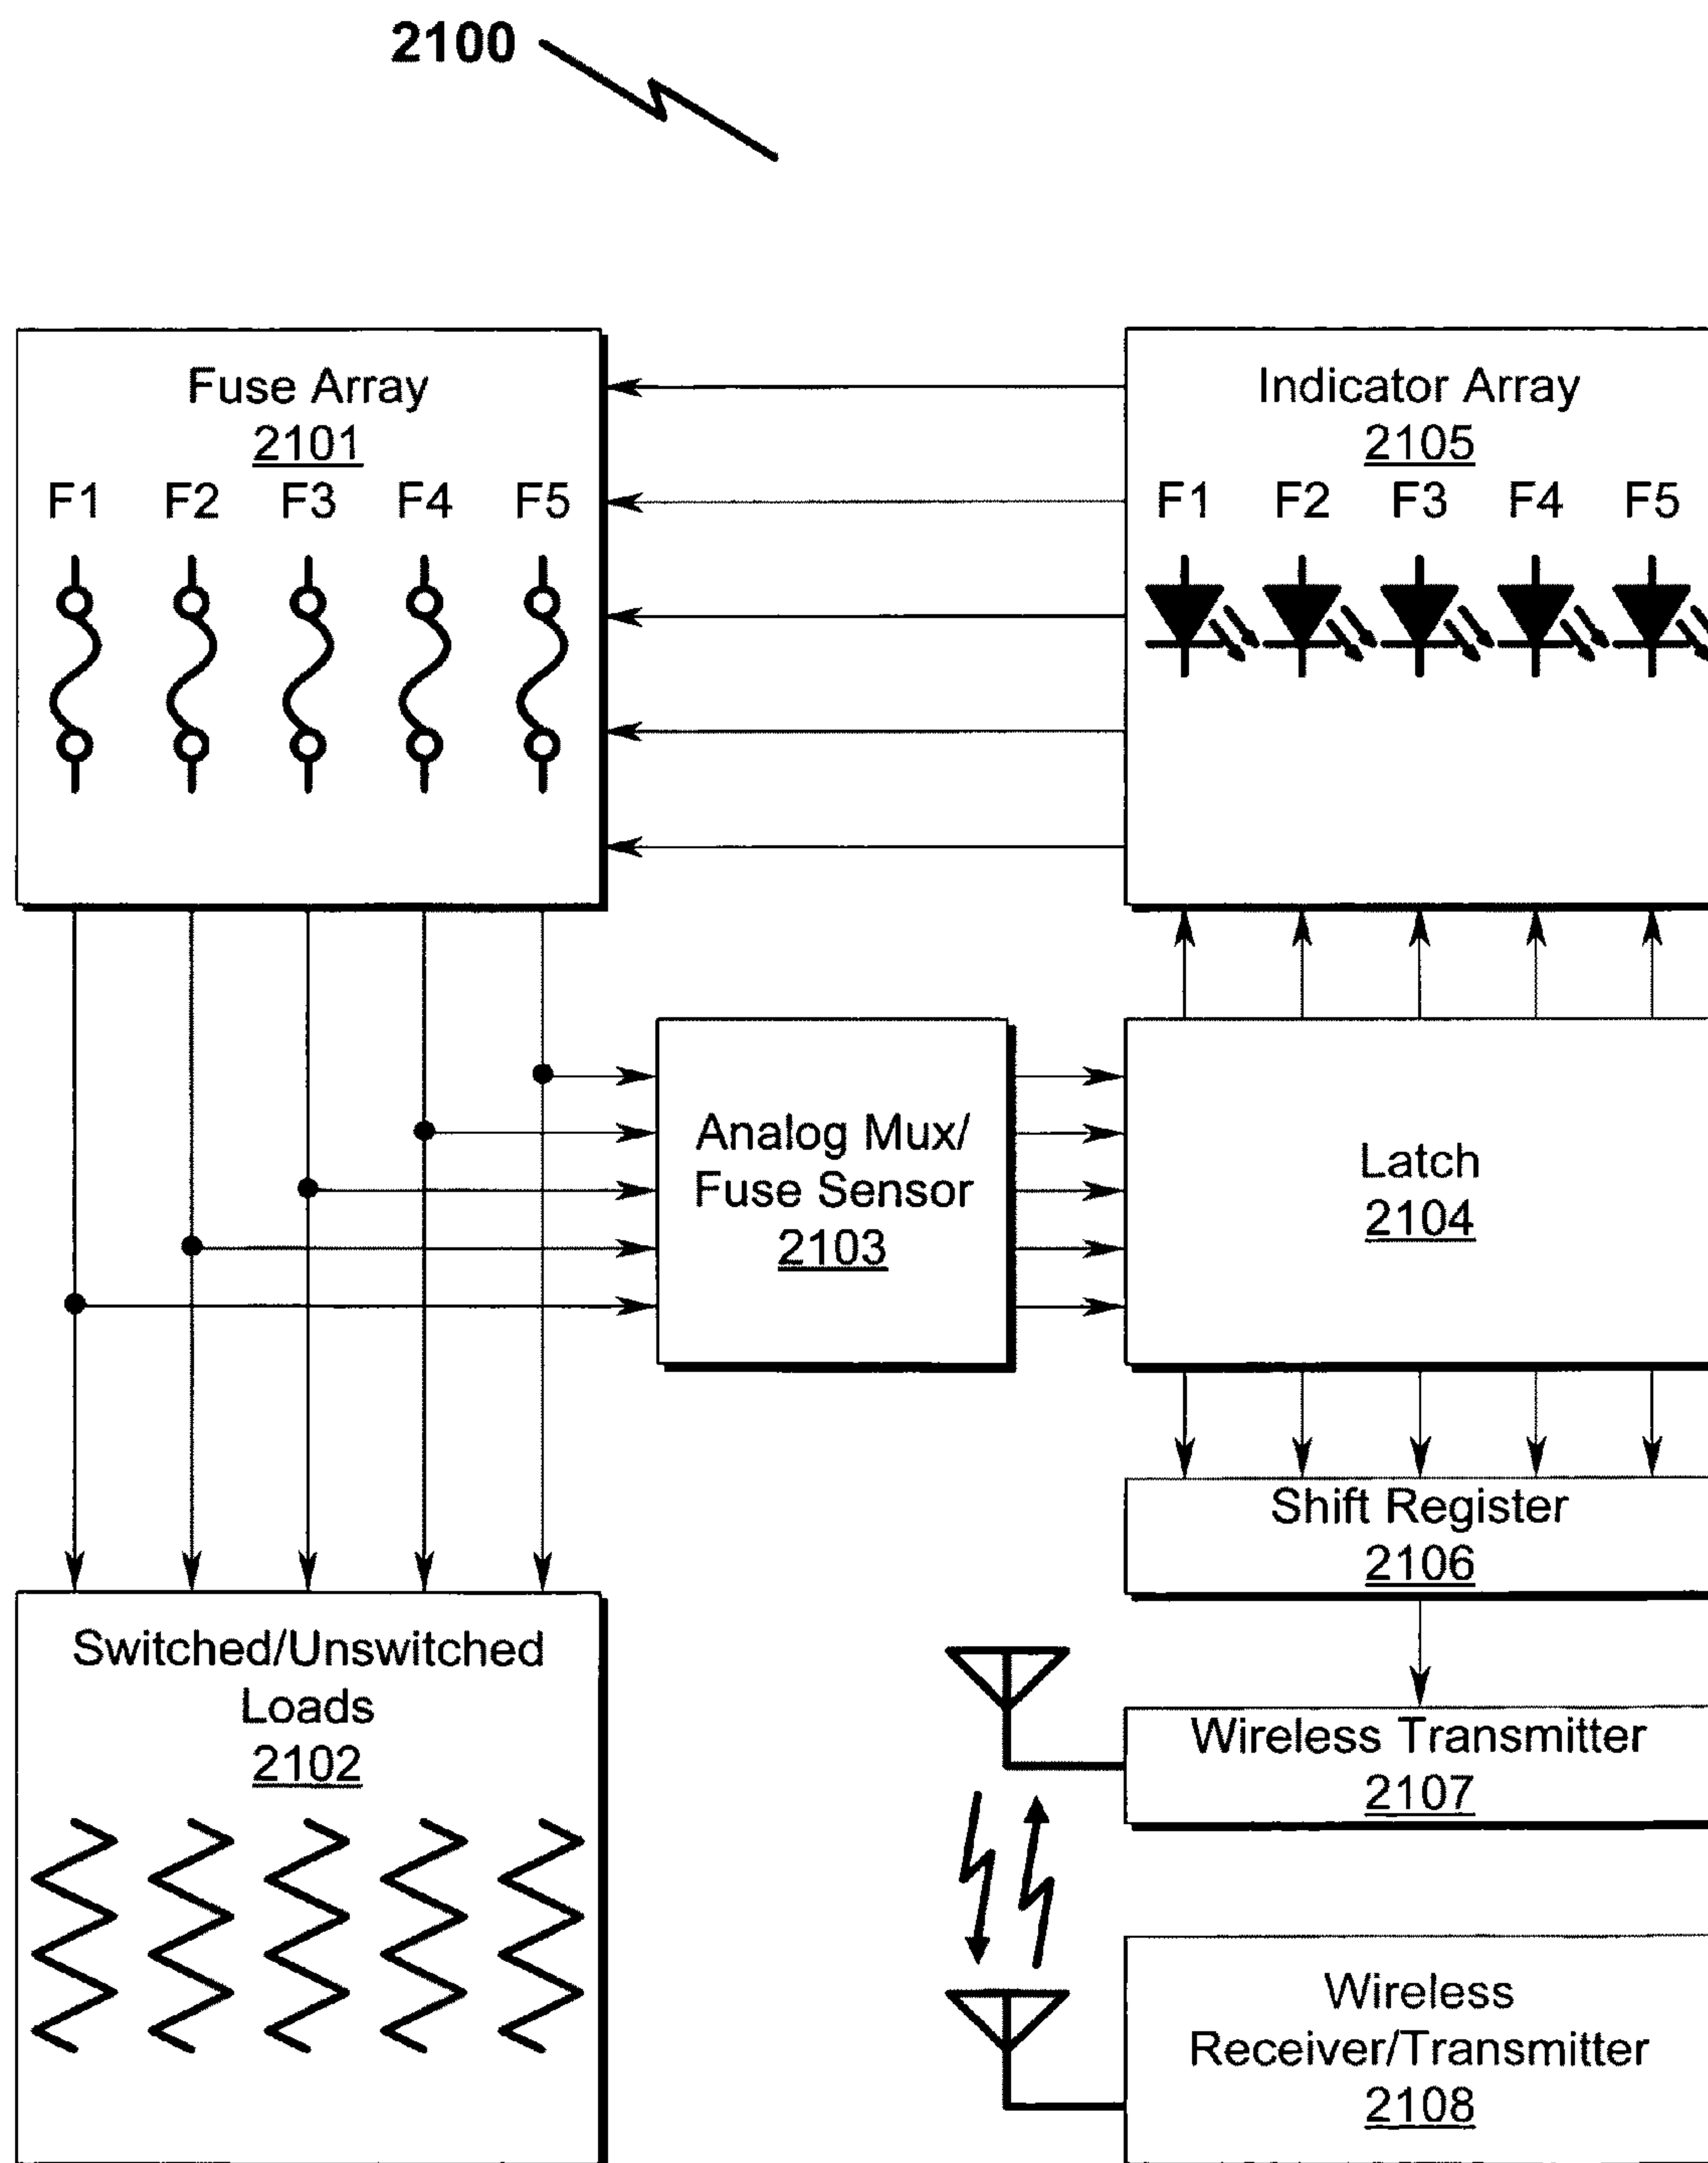 2100
Fuse Array
2101
F1 F2 F3 F4 F5
Indicator Array
2105
F1 F2 F3 F4 F5
Analog Mux/
Fuse Sensor
2103
Latch
2104
Shift Register
2106
Switched/Unswitched
Loads
2102
Wireless Transmitter
2107
Wireless
Receiver/Transmitter
2108